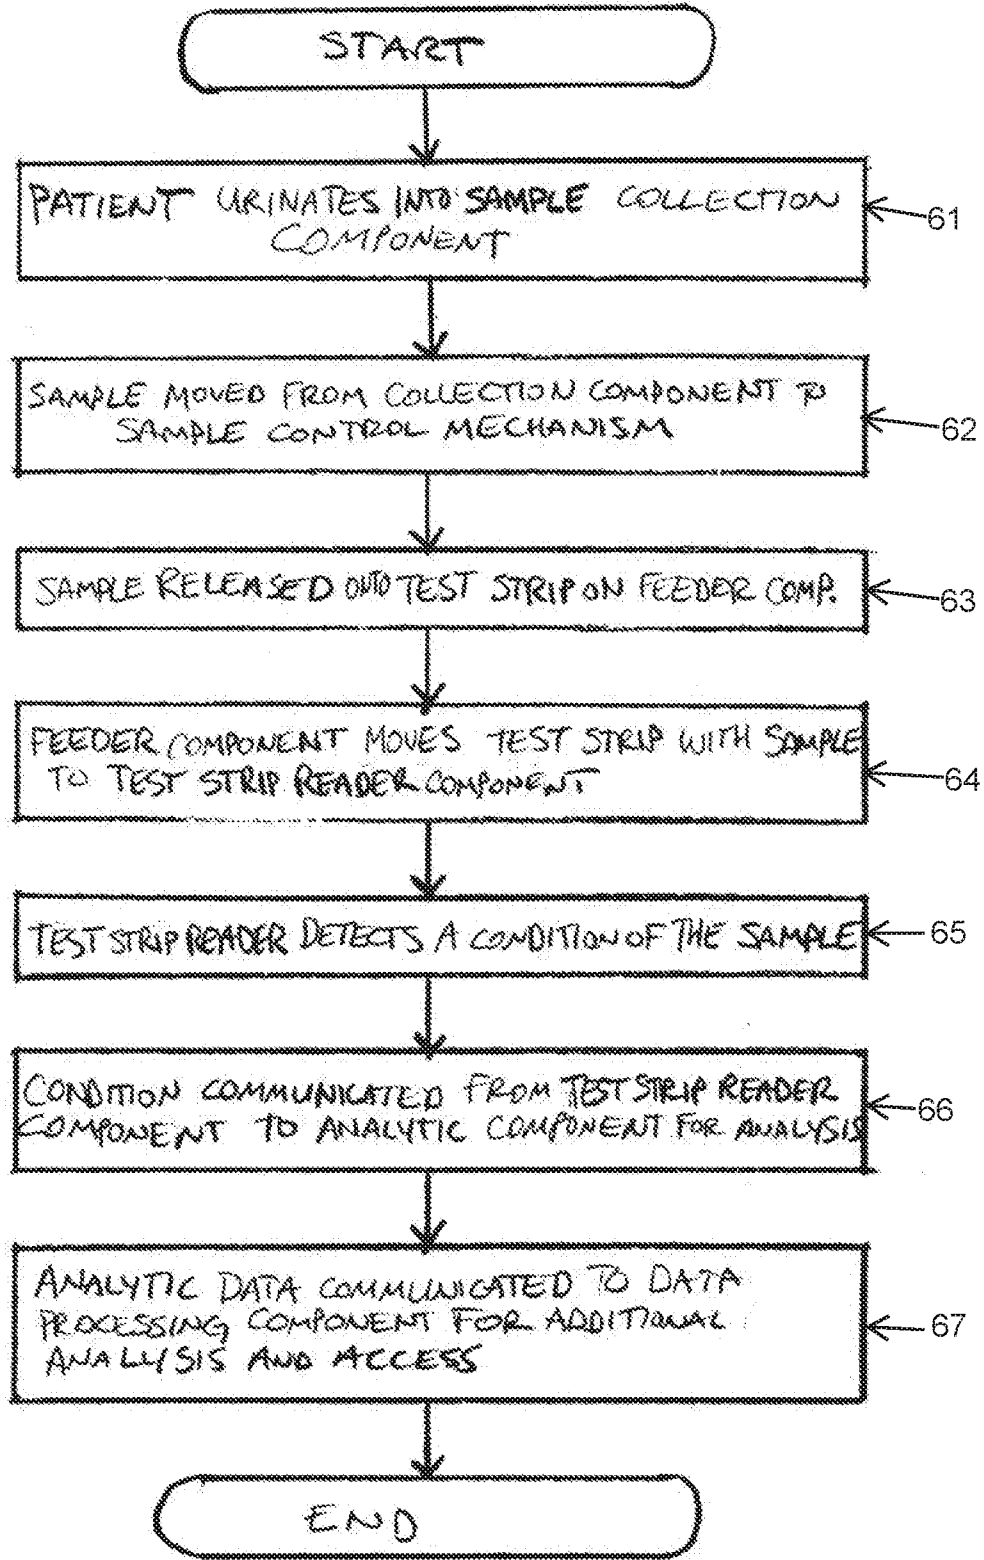 START
PATIENT URINATES INTO SAMPLE COLLECTION
COMPONENT
61
SAMPLE MOVED FROM COLLECTION COMPONENT TO
SAMPLE CONTROL MECHANISM
62
SAMPLE RELEASED ONTO TEST STRIP ON FEEDER COMP.
63
FEEDER COMPONENT MOVES TEST STRIP WITH SAMPLE
TO TEST STRIP READER COMPONENT
64
TEST STRIP READER DETECTS A CONDITION OF THE SAMPLE
65
CONDITION COMMUNICATED FROM TEST STRIP READER
COMPONENT TO ANALYTIC COMPONENT FOR ANALYSIS
66
ANALYTIC DATA COMMUNICATED TO DATA
PROCESSING COMPONENT FOR ADDITIONAL
ANALYSIS AND ACCESS
67
END